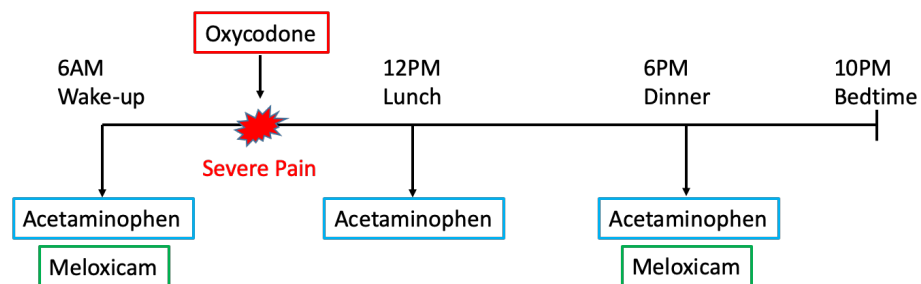 Oxycodone
6AM
Wake-up
12PM
Lunch
6PM
Dinner
10PM
Bedtime
Severe Pain
Acetaminophen
Acetaminophen
Acetaminophen
Meloxicam
Meloxicam